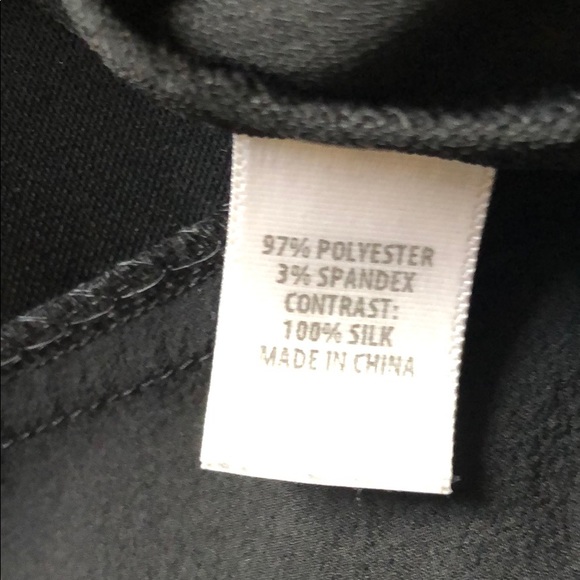 97% POLYESTER
3% SPANDEX
CONTRAST:
100% SILK
MADE IN CHINA